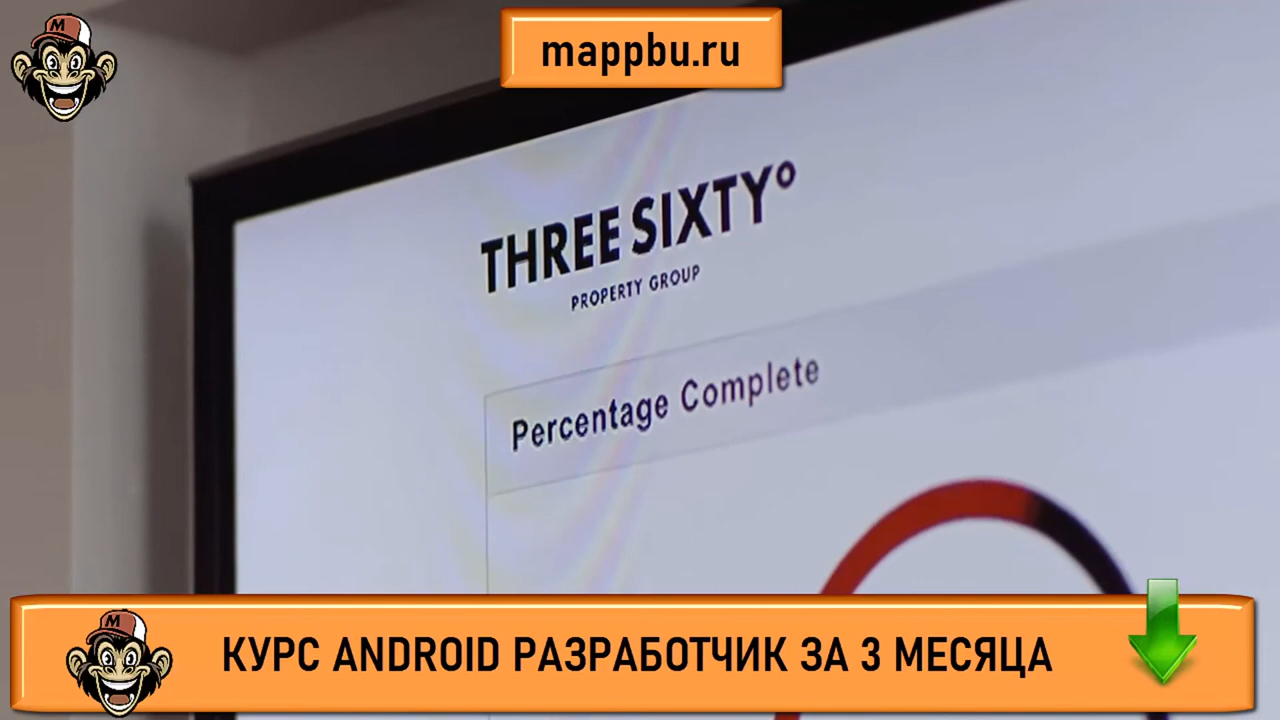 M
mappbu.ru
THREE SIXTY°
PROPERTY GROUP
Percentage Complete
M
КУРС ANDROID РАЗРАБОТЧИК ЗА 3 МЕСЯЦА